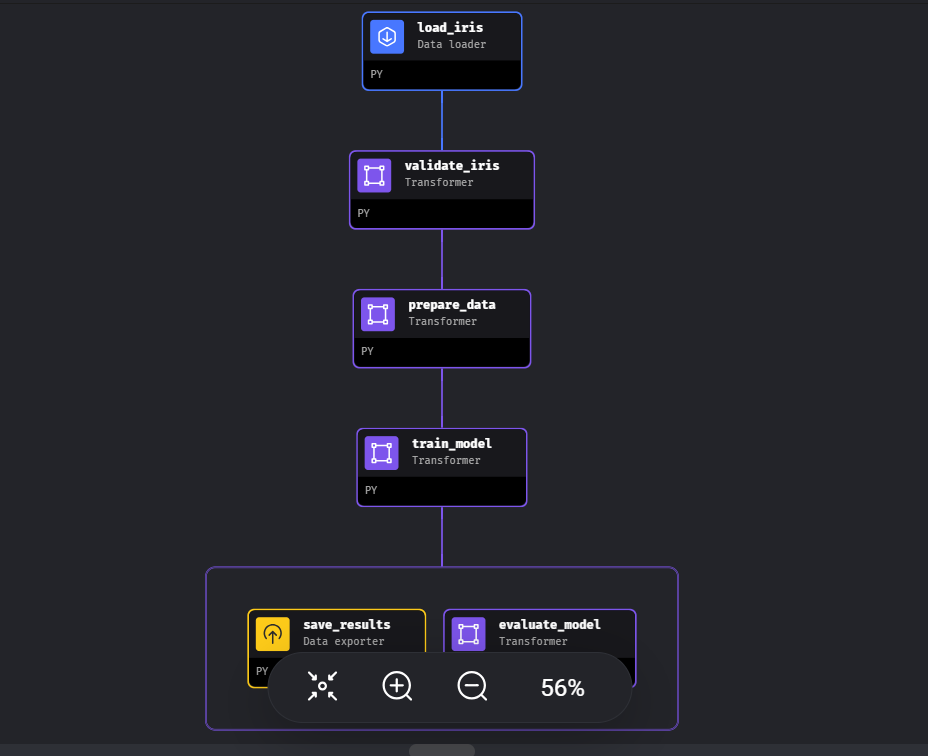 load_iris
Data loader
PY
validate_iris
Transformer
PY
prepare_data
Transformer
PY
train_model
Transformer
PY
save_results
Data exporter
PY
evaluate_model
Transformer
56%